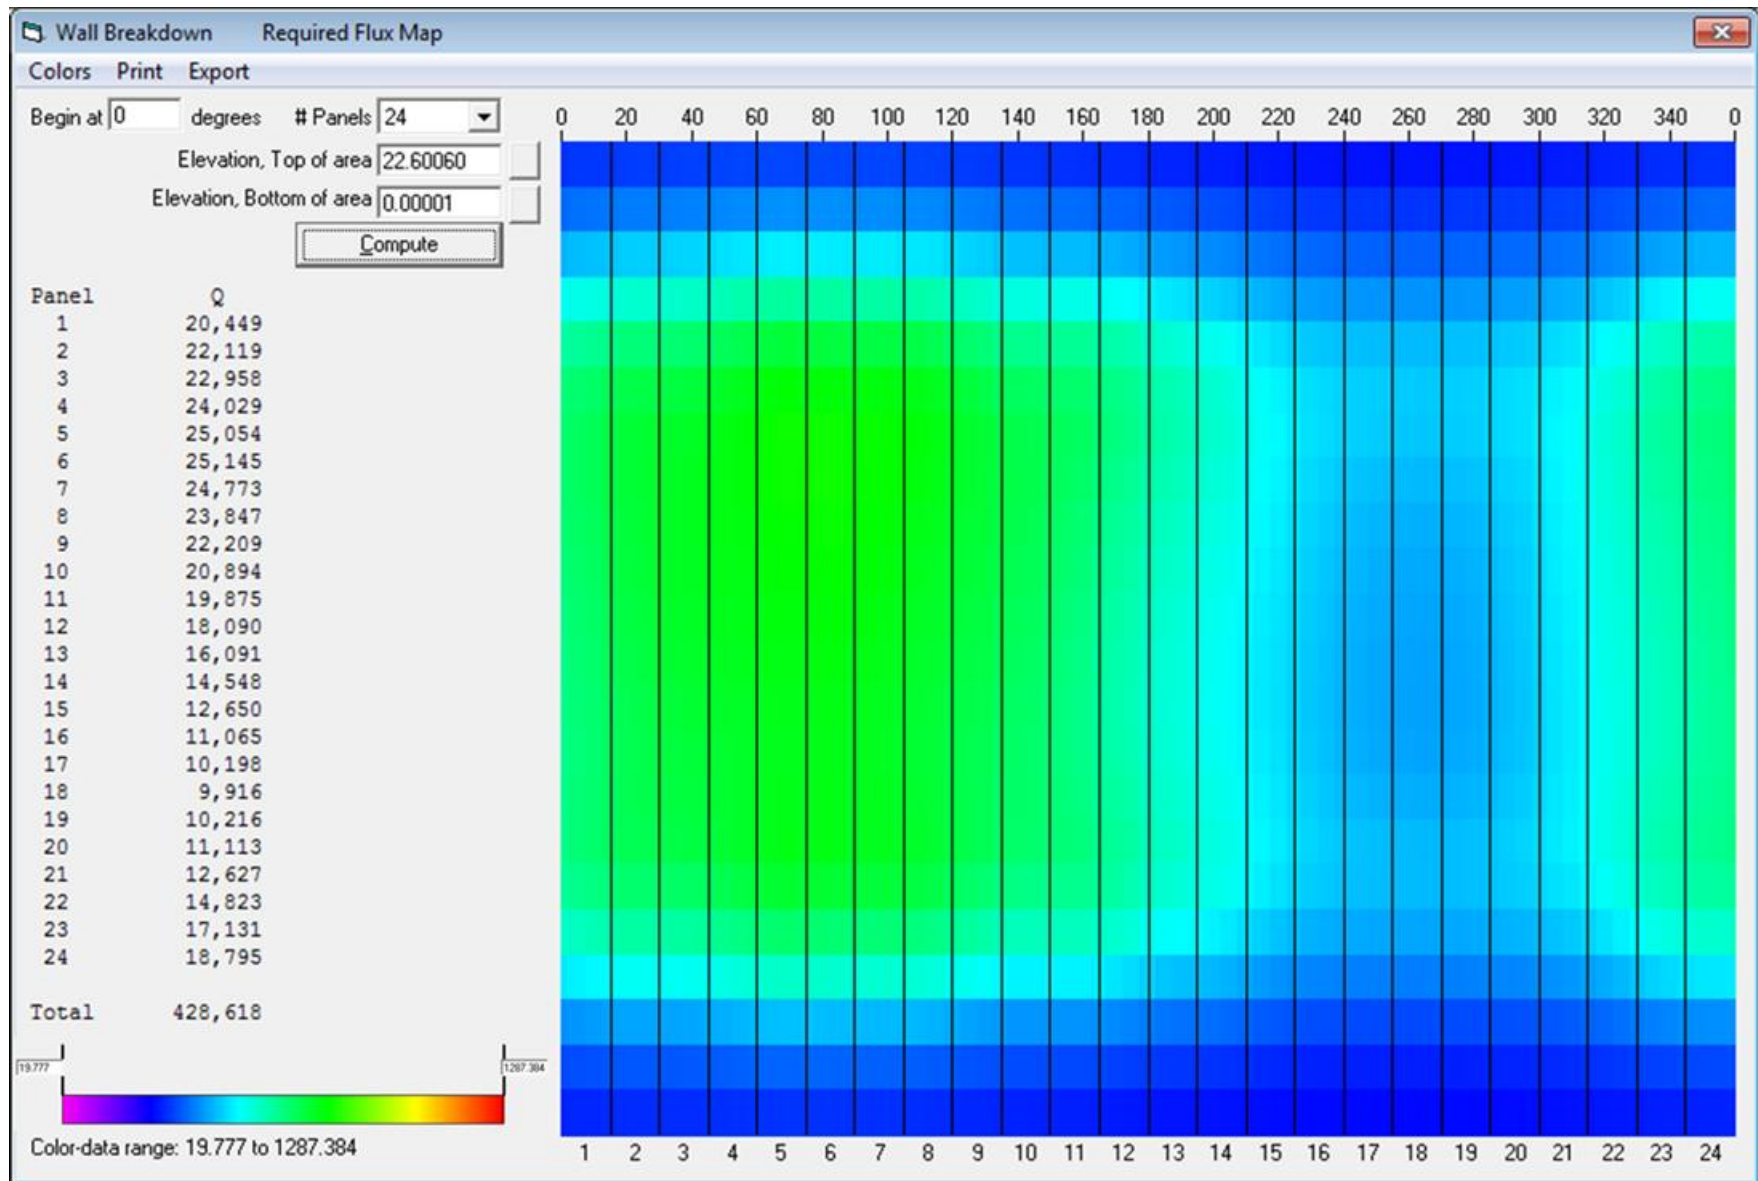 Wall Breakdown Required Flux Map
Colors Print Export
Begin at 0 degrees # Panels 24
Elevation, Top of area 22.60060
Elevation, Bottom of area 0.00001
Compute
Panel Q
1 20,449
2 22,119
3 22,958
4 24,029
5 25,054
6 25,145
7 24,773
8 23,847
9 22,209
10 20,894
11 19,875
12 18,090
13 16,091
14 14,548
15 12,650
16 11,065
17 10,198
18 9,916
19 10,216
20 11,113
21 12,627
22 14,823
23 17,131
24 18,795
Total 428,618
19.777 1287.384
Color-data range: 19.777 to 1287.384
0 20 40 60 80 100 120 140 160 180 200 220 240 260 280 300 320 340 0
1 2 3 4 5 6 7 8 9 10 11 12 13 14 15 16 17 18 19 20 21 22 23 24